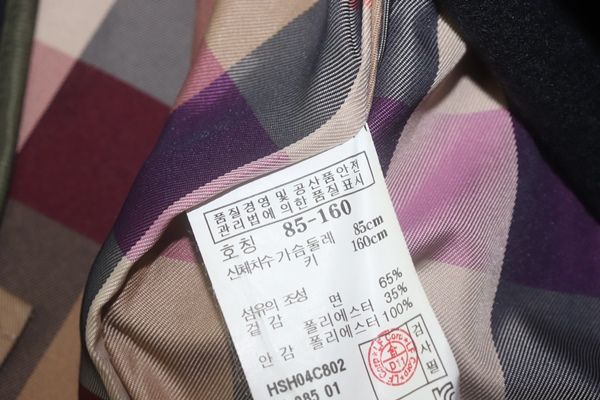 품질경영 및 공산품안전
관리법에 의한 품질표시
호칭 85-160
신체치수 가슴둘레 85cm
키 160cm
섬유의 조성 면 65%
겉감 폴리에스터 35%
안감 폴리에스터 100%
검사필
D11
HSH04C802
885 01